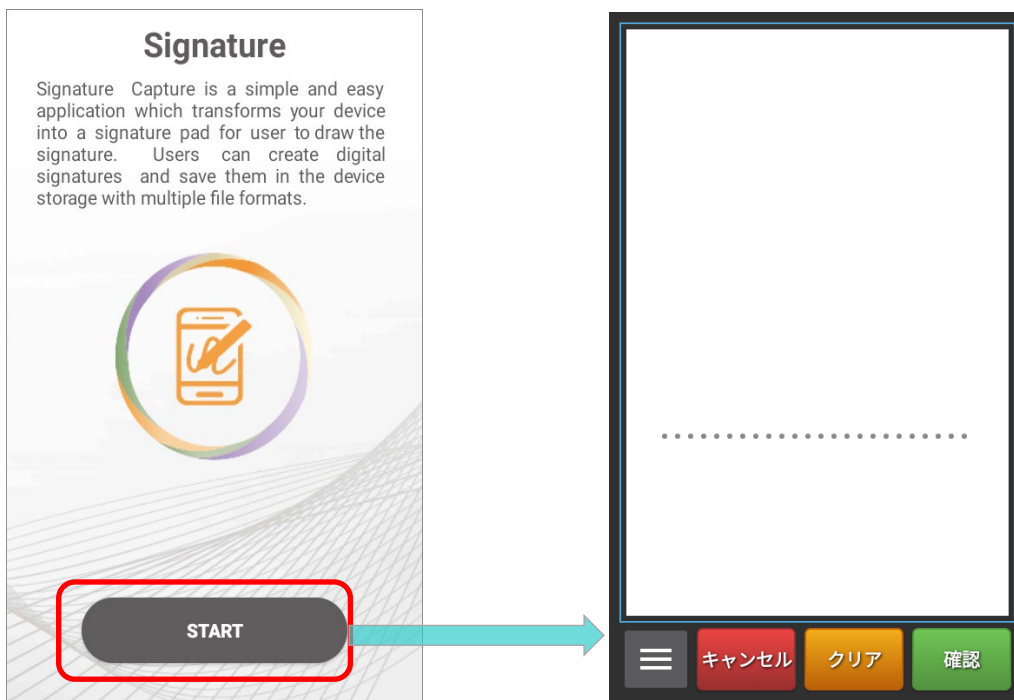 Signature
Signature Capture is a simple and easy
application which transforms your device
into a signature pad for user to draw the
signature. Users can create digital
signatures and save them in the device
storage with multiple file formats.
START
キャンセル クリア 確認